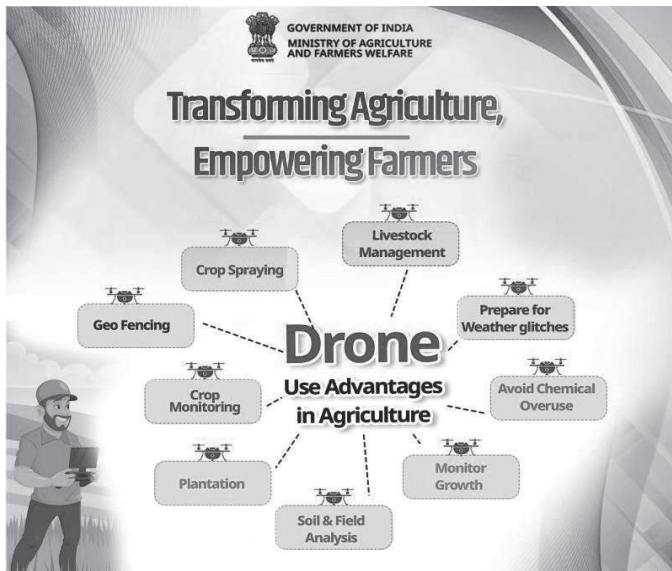 GOVERNMENT OF INDIA
MINISTRY OF AGRICULTURE
AND FARMERS WELFARE
Transforming Agriculture,
Empowering Farmers
Livestock
Management
Crop Spraying
Prepare for
Weather glitches
Geo Fencing
Drone
Use Advantages
in Agriculture
Crop
Monitoring
Avoid Chemical
Overuse
Plantation
Monitor
Growth
Soil & Field
Analysis